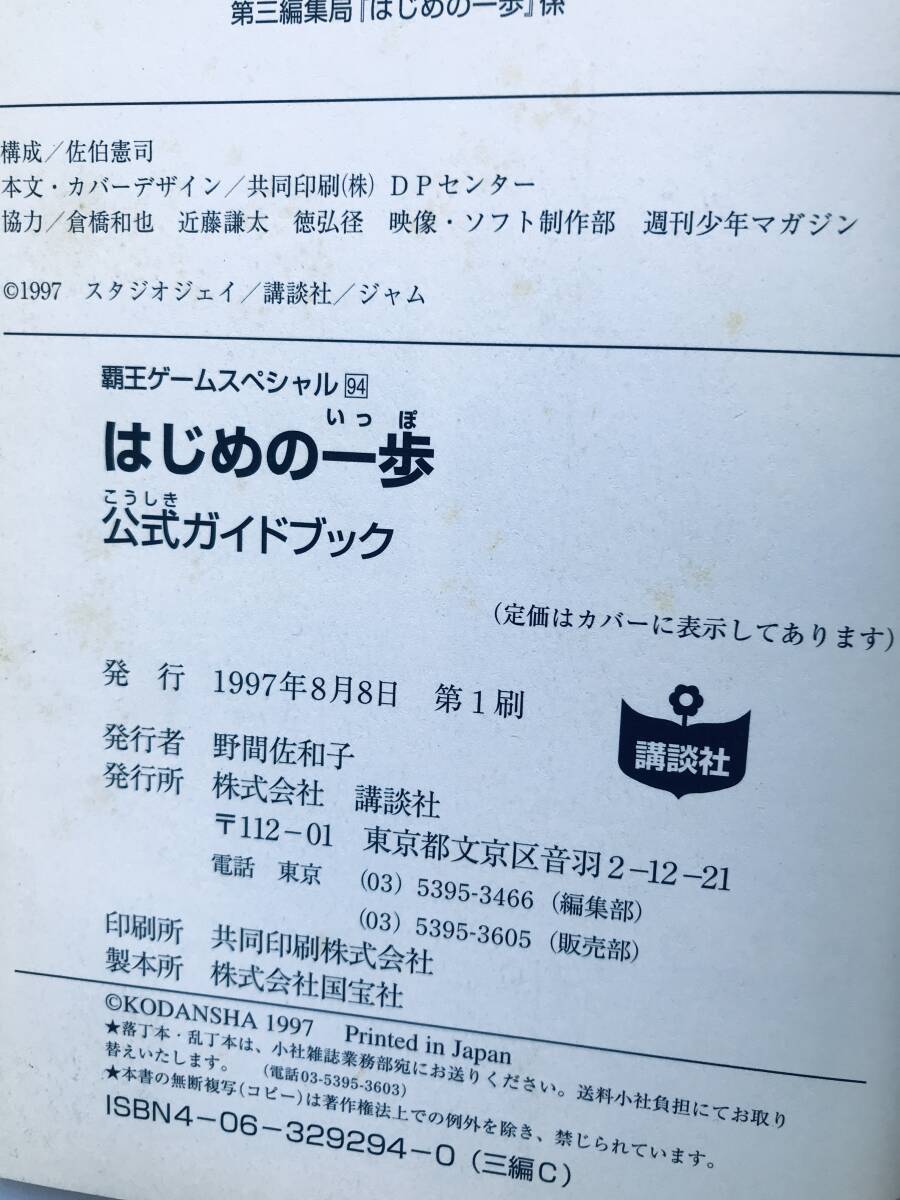 第三編集局『はじめの一歩』係
構成／佐伯憲司
本文・カバーデザイン／共同印刷(株) ＤＰセンター
協力／倉橋和也　近藤謙太　徳弘径　映像・ソフト制作部　週刊少年マガジン
©1997　スタジオジェイ／講談社／ジャム
覇王ゲームスペシャル94
いっぽ
はじめの一歩
こうしき
公式ガイドブック
（定価はカバーに表示してあります）
発　行　1997年8月8日　第1刷
講談社
発行者　野間佐和子
発行所　株式会社　講談社
〒112－01　東京都文京区音羽2－12－21
電話　東京　（03）5395-3466（編集部）
（03）5395-3605（販売部）
印刷所　共同印刷株式会社
製本所　株式会社国宝社
©KODANSHA 1997　Printed in Japan
★落丁本・乱丁本は、小社雑誌業務部宛にお送りください。送料小社負担にてお取り
替えいたします。　（電話03-5395-3603）
★本書の無断複写(コピー)は著作権法上での例外を除き、禁じられています。
ISBN4－06－329294－0（三編C）